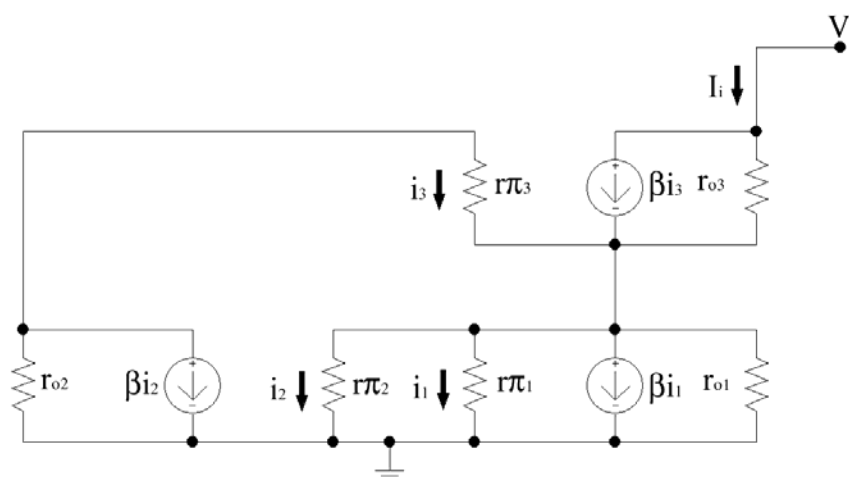 V
Iᵢ
i₃ rπ₃ βi₃ rₒ₃
+
-
rₒ₂ βi₂ i₂ rπ₂ i₁ rπ₁ βi₁ rₒ₁
+ +
- -